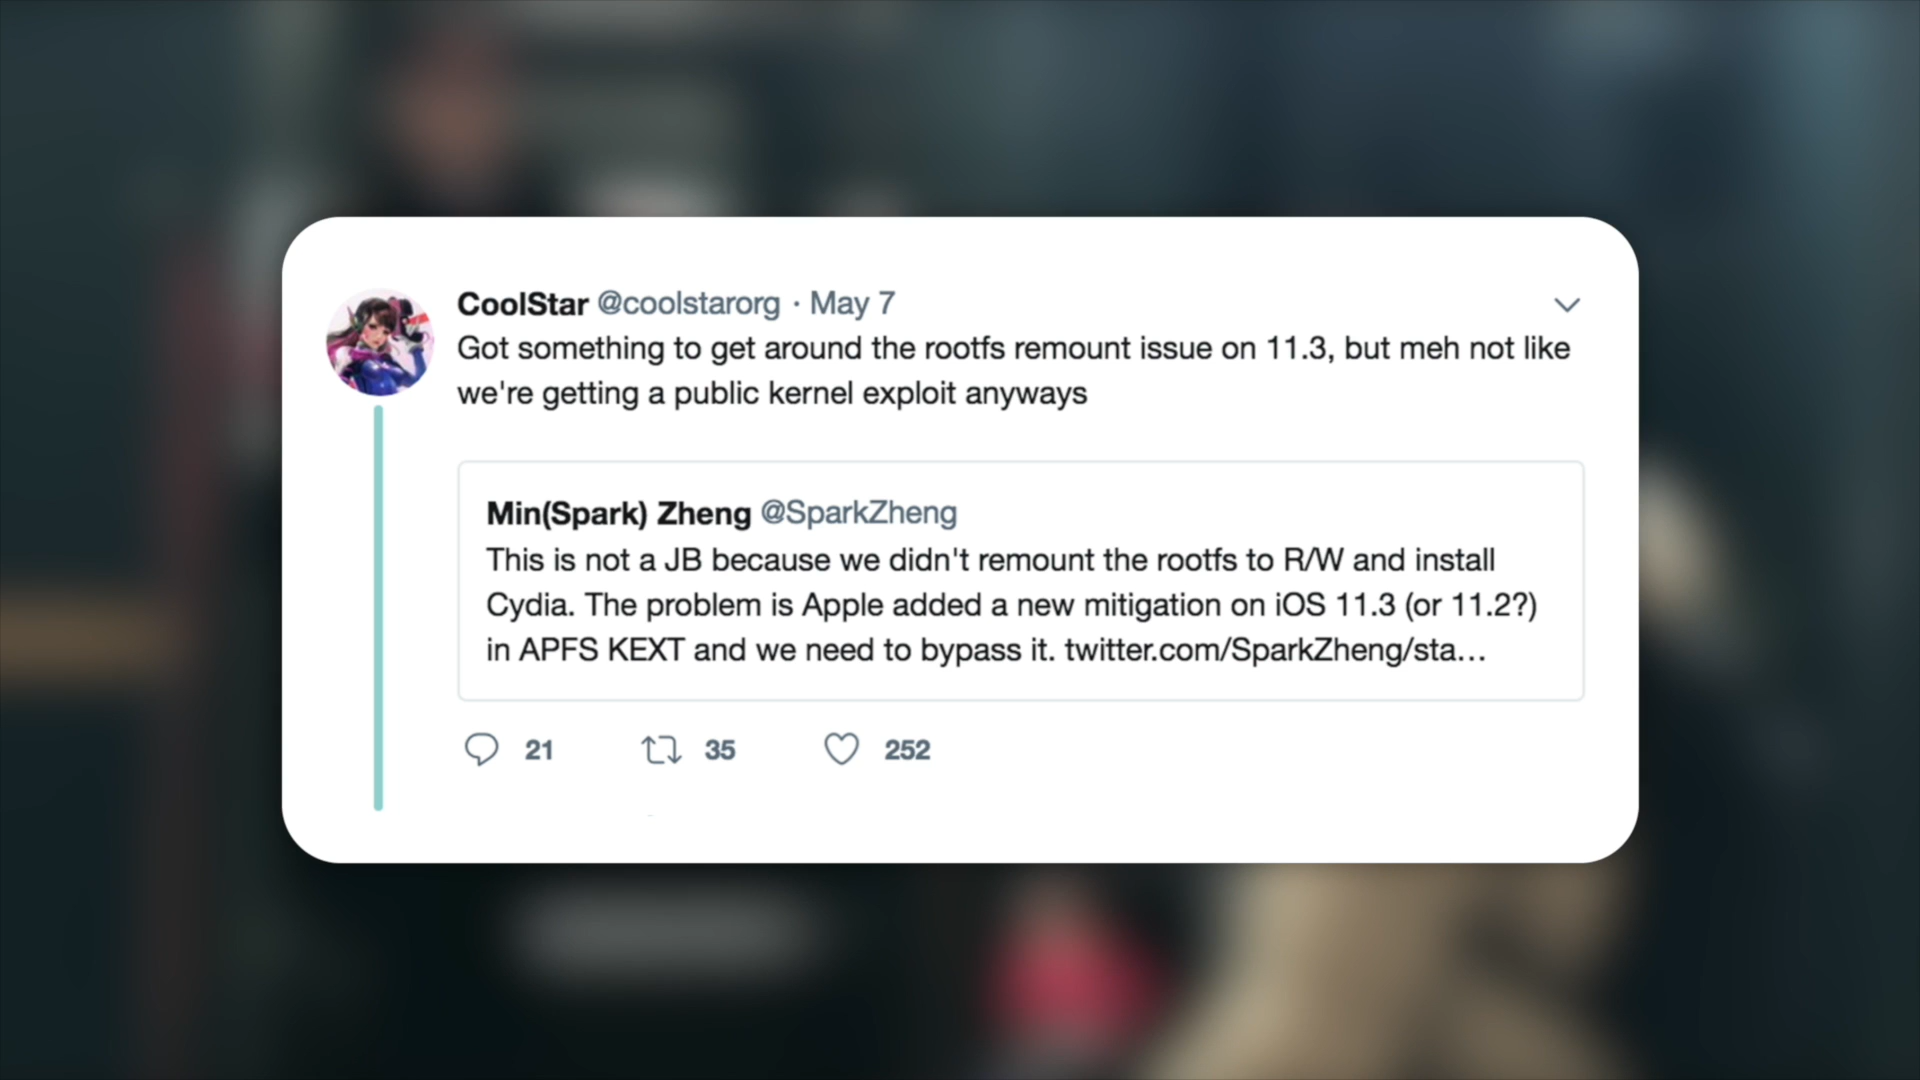 CoolStar @coolstarorg · May 7
Got something to get around the rootfs remount issue on 11.3, but meh not like
we're getting a public kernel exploit anyways
Min(Spark) Zheng @SparkZheng
This is not a JB because we didn't remount the rootfs to R/W and install
Cydia. The problem is Apple added a new mitigation on iOS 11.3 (or 11.2?)
in APFS KEXT and we need to bypass it. twitter.com/SparkZheng/sta…
21 35 252